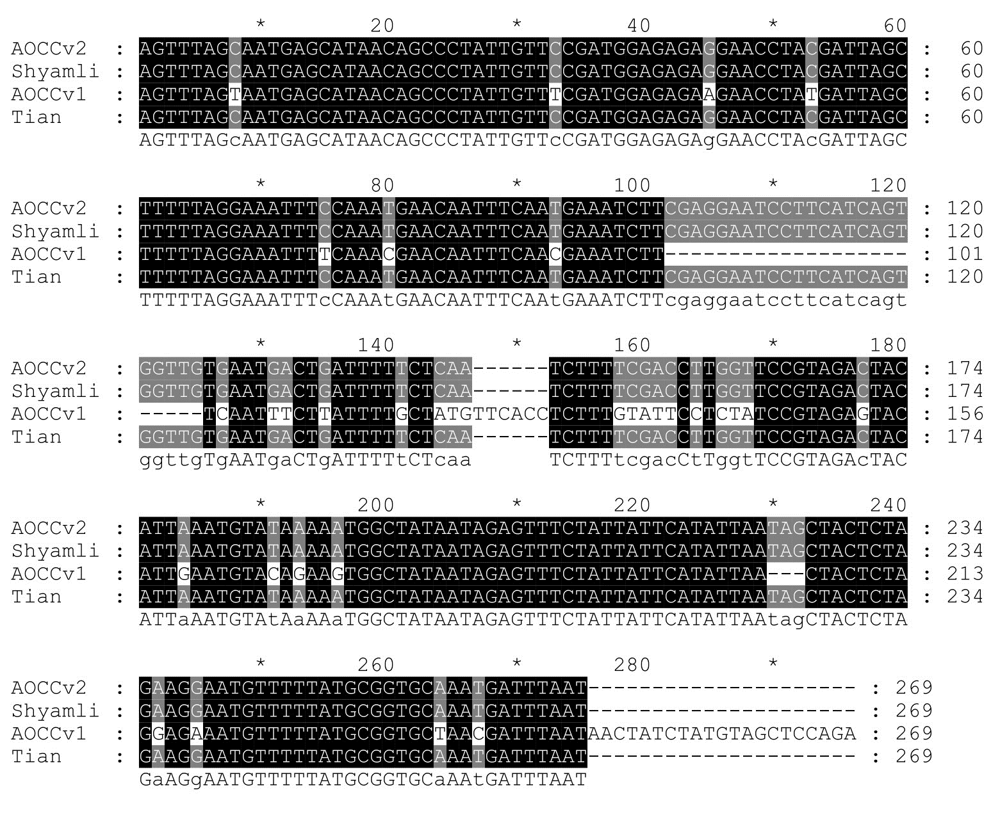 * 20 * 40 * 60
AOCCv2 : AGTTTAGCAATGAGCATAACAGCCCTATTGTTCCGATGGAGAGAGGAACCTACGATTAGC : 60
Shyamli : AGTTTAGCAATGAGCATAACAGCCCTATTGTTCCGATGGAGAGAGGAACCTACGATTAGC : 60
AOCCv1 : AGTTTAGTAATGAGCATAACAGCCCTATTGTTTCGATGGAGAGAAGAACCTATGATTAGC : 60
Tian : AGTTTAGCAATGAGCATAACAGCCCTATTGTTCCGATGGAGAGAGGAACCTACGATTAGC : 60
AGTTTAGcAATGAGCATAACAGCCCTATTGTTcCGATGGAGAGAgGAACCTAcGATTAGC
* 80 * 100 * 120
AOCCv2 : TTTTTAGGAAATTTCCAAATGAACAATTTCAATGAAATCTTCGAGGAATCCTTCATCAGT : 120
Shyamli : TTTTTAGGAAATTTCCAAATGAACAATTTCAATGAAATCTTCGAGGAATCCTTCATCAGT : 120
AOCCv1 : TTTTTAGGAAATTTTCAAACGAACAATTTCAACGAAATCTT------------------- : 101
Tian : TTTTTAGGAAATTTCCAAATGAACAATTTCAATGAAATCTTCGAGGAATCCTTCATCAGT : 120
TTTTTAGGAAATTTcCAAAtGAACAATTTCAAtGAAATCTTcgaggaatccttcatcagt
* 140 * 160 * 180
AOCCv2 : GGTTGTGAATGACTGATTTTTCTCAA------TCTTTTCGACCTTGGTTCCGTAGACTAC : 174
Shyamli : GGTTGTGAATGACTGATTTTTCTCAA------TCTTTTCGACCTTGGTTCCGTAGACTAC : 174
AOCCv1 : -----TCAATTTCTTATTTTGCTATGTTCACCTCTTTGTATTCCTCTATCCGTAGAGTAC : 156
Tian : GGTTGTGAATGACTGATTTTTCTCAA------TCTTTTCGACCTTGGTTCCGTAGACTAC : 174
ggttgTgAATgaCTgATTTTtCTcaa      TCTTTtcgacCtTggtTCCGTAGAcTAC
* 200 * 220 * 240
AOCCv2 : ATTAAATGTATAAAAATGGCTATAATAGAGTTTCTATTATTCATATTAATAGCTACTCTA : 234
Shyamli : ATTAAATGTATAAAAATGGCTATAATAGAGTTTCTATTATTCATATTAATAGCTACTCTA : 234
AOCCv1 : ATTGAATGTACAGAAGTGGCTATAATAGAGTTTCTATTATTCATATTAA---CTACTCTA : 213
Tian : ATTAAATGTATAAAAATGGCTATAATAGAGTTTCTATTATTCATATTAATAGCTACTCTA : 234
ATTaAATGTAtAaAAaTGGCTATAATAGAGTTTCTATTATTCATATTAAtagCTACTCTA
* 260 * 280 *
AOCCv2 : GAAGGAATGTTTTTATGCGGTGCAAATGATTTAAT--------------------- : 269
Shyamli : GAAGGAATGTTTTTATGCGGTGCAAATGATTTAAT--------------------- : 269
AOCCv1 : GGAGAAATGTTTTTATGCGGTGCTAACGATTTAATAACTATCTATGTAGCTCCAGA : 269
Tian : GAAGGAATGTTTTTATGCGGTGCAAATGATTTAAT--------------------- : 269
GaAGgAATGTTTTTATGCGGTGCaAAtGATTTAAT